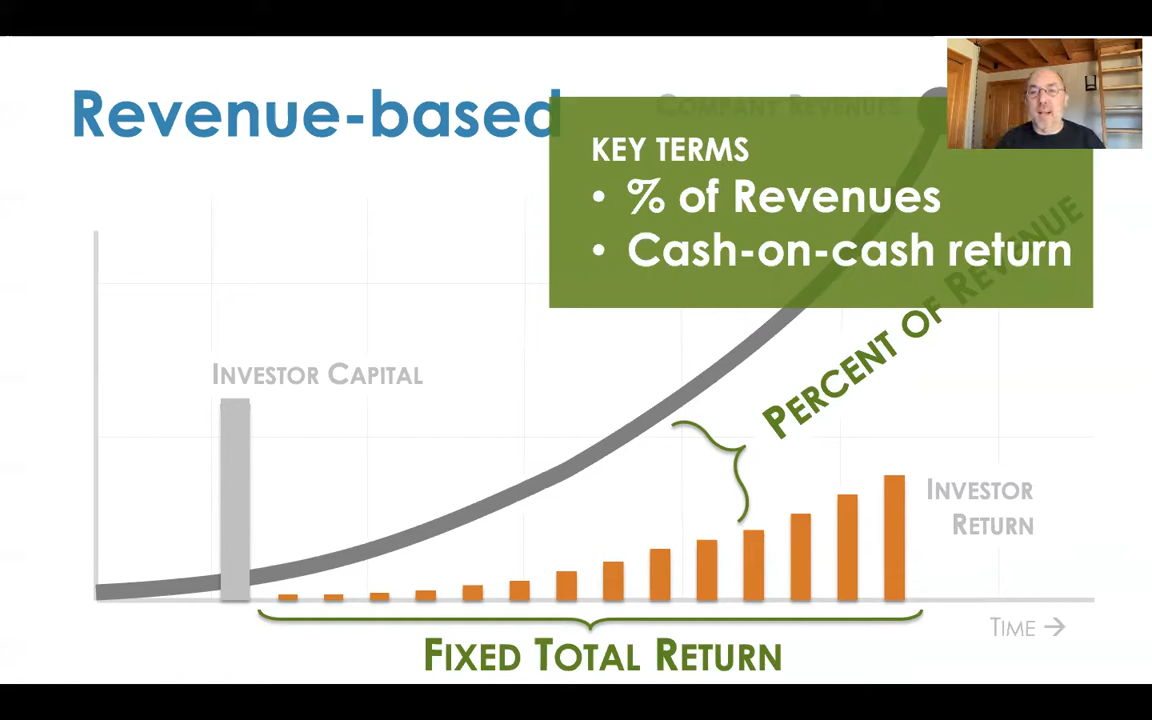 Revenue-based
COMPANY REVENUES
KEY TERMS
• % of Revenues
• Cash-on-cash return
PERCENT OF REVENUE
INVESTOR CAPITAL
INVESTOR
RETURN
TIME →
FIXED TOTAL RETURN